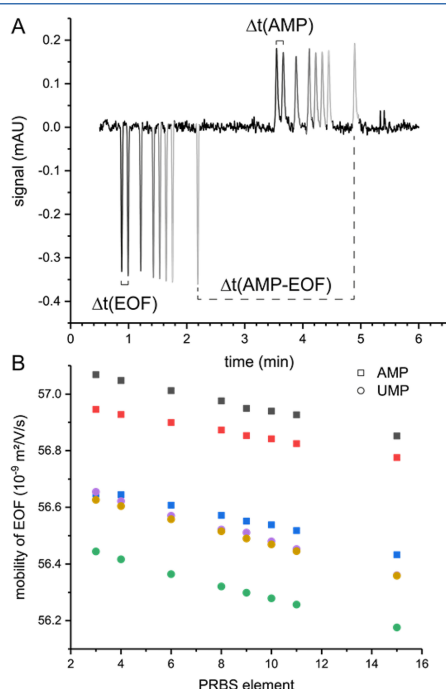 A
Δt(AMP)
0.2
0.1
0.0
-0.1
-0.2
-0.3
-0.4
signal (mAU)
Δt(EOF)
Δt(AMP-EOF)
0 1 2 3 4 5 6
time (min)
B
AMP
UMP
57.0
56.8
56.6
56.4
56.2
mobility of EOF (10⁻⁹ m²/V/s)
2 4 6 8 10 12 14 16
PRBS element